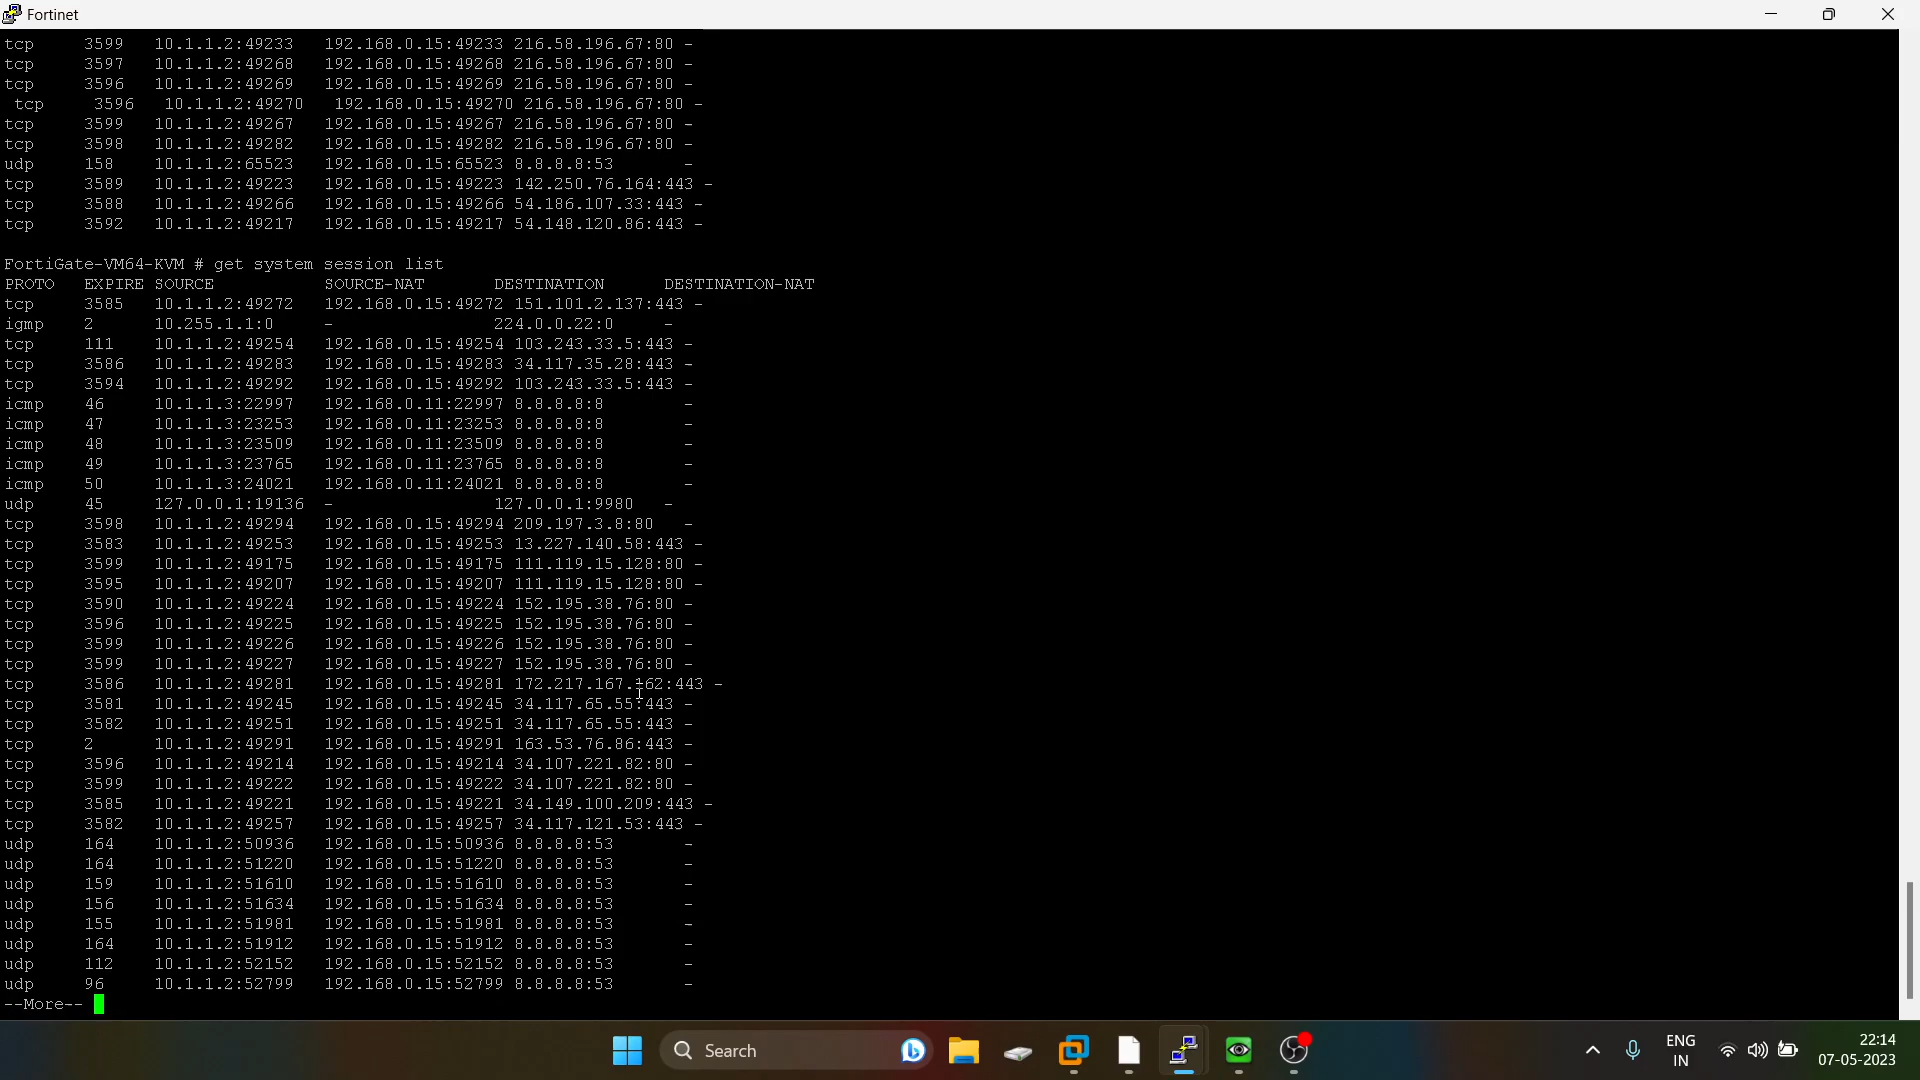 Fortinet
tcp 3599 10.1.1.2:49233 192.168.0.15:49233 216.58.196.67:80 -
tcp 3597 10.1.1.2:49268 192.168.0.15:49268 216.58.196.67:80 -
tcp 3596 10.1.1.2:49269 192.168.0.15:49269 216.58.196.67:80 -
tcp 3596 10.1.1.2:49270 192.168.0.15:49270 216.58.196.67:80 -
tcp 3599 10.1.1.2:49267 192.168.0.15:49267 216.58.196.67:80 -
tcp 3598 10.1.1.2:49282 192.168.0.15:49282 216.58.196.67:80 -
udp 158 10.1.1.2:65523 192.168.0.15:65523 8.8.8.8:53 -
tcp 3589 10.1.1.2:49223 192.168.0.15:49223 142.250.76.164:443 -
tcp 3588 10.1.1.2:49266 192.168.0.15:49266 54.186.107.33:443 -
tcp 3592 10.1.1.2:49217 192.168.0.15:49217 54.148.120.86:443 -
FortiGate-VM64-KVM # get system session list
PROTO EXPIRE SOURCE SOURCE-NAT DESTINATION DESTINATION-NAT
tcp 3585 10.1.1.2:49272 192.168.0.15:49272 151.101.2.137:443 -
igmp 2 10.255.1.1:0 - 224.0.0.22:0 -
tcp 111 10.1.1.2:49254 192.168.0.15:49254 103.243.33.5:443 -
tcp 3586 10.1.1.2:49283 192.168.0.15:49283 34.117.35.28:443 -
tcp 3594 10.1.1.2:49292 192.168.0.15:49292 103.243.33.5:443 -
icmp 46 10.1.1.3:22997 192.168.0.11:22997 8.8.8.8:8 -
icmp 47 10.1.1.3:23253 192.168.0.11:23253 8.8.8.8:8 -
icmp 48 10.1.1.3:23509 192.168.0.11:23509 8.8.8.8:8 -
icmp 49 10.1.1.3:23765 192.168.0.11:23765 8.8.8.8:8 -
icmp 50 10.1.1.3:24021 192.168.0.11:24021 8.8.8.8:8 -
udp 45 127.0.0.1:19136 - 127.0.0.1:9980 -
tcp 3598 10.1.1.2:49294 192.168.0.15:49294 209.197.3.8:80 -
tcp 3583 10.1.1.2:49253 192.168.0.15:49253 13.227.140.58:443 -
tcp 3599 10.1.1.2:49175 192.168.0.15:49175 111.119.15.128:80 -
tcp 3595 10.1.1.2:49207 192.168.0.15:49207 111.119.15.128:80 -
tcp 3590 10.1.1.2:49224 192.168.0.15:49224 152.195.38.76:80 -
tcp 3596 10.1.1.2:49225 192.168.0.15:49225 152.195.38.76:80 -
tcp 3599 10.1.1.2:49226 192.168.0.15:49226 152.195.38.76:80 -
tcp 3599 10.1.1.2:49227 192.168.0.15:49227 152.195.38.76:80 -
tcp 3586 10.1.1.2:49281 192.168.0.15:49281 172.217.167.162:443 -
tcp 3581 10.1.1.2:49245 192.168.0.15:49245 34.117.65.55:443 -
tcp 3582 10.1.1.2:49251 192.168.0.15:49251 34.117.65.55:443 -
tcp 2 10.1.1.2:49291 192.168.0.15:49291 163.53.76.86:443 -
tcp 3596 10.1.1.2:49214 192.168.0.15:49214 34.107.221.82:80 -
tcp 3599 10.1.1.2:49222 192.168.0.15:49222 34.107.221.82:80 -
tcp 3585 10.1.1.2:49221 192.168.0.15:49221 34.149.100.209:443 -
tcp 3582 10.1.1.2:49257 192.168.0.15:49257 34.117.121.53:443 -
udp 164 10.1.1.2:50936 192.168.0.15:50936 8.8.8.8:53 -
udp 164 10.1.1.2:51220 192.168.0.15:51220 8.8.8.8:53 -
udp 159 10.1.1.2:51610 192.168.0.15:51610 8.8.8.8:53 -
udp 156 10.1.1.2:51634 192.168.0.15:51634 8.8.8.8:53 -
udp 155 10.1.1.2:51981 192.168.0.15:51981 8.8.8.8:53 -
udp 164 10.1.1.2:51912 192.168.0.15:51912 8.8.8.8:53 -
udp 112 10.1.1.2:52152 192.168.0.15:52152 8.8.8.8:53 -
udp 96 10.1.1.2:52799 192.168.0.15:52799 8.8.8.8:53 -
--More--
Search
ENG
IN
22:14
07-05-2023